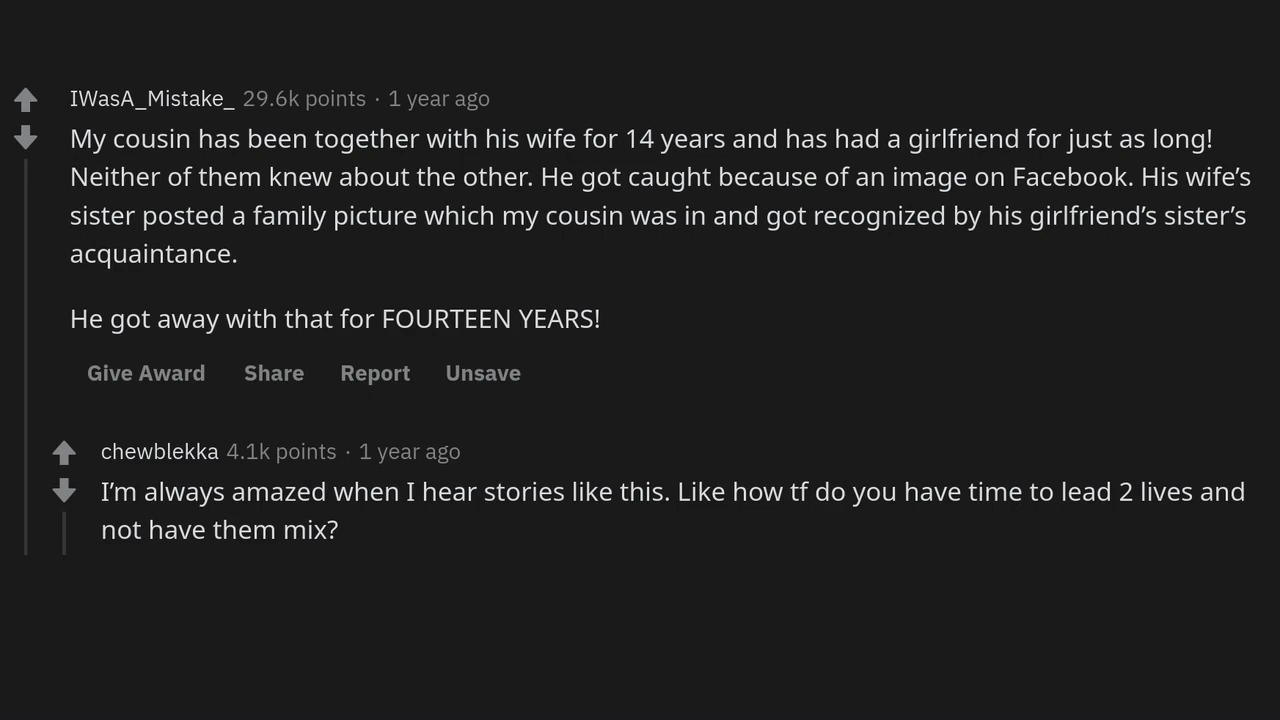 IWasA_Mistake_ 29.6k points · 1 year ago
My cousin has been together with his wife for 14 years and has had a girlfriend for just as long!
Neither of them knew about the other. He got caught because of an image on Facebook. His wife’s
sister posted a family picture which my cousin was in and got recognized by his girlfriend’s sister’s
acquaintance.
He got away with that for FOURTEEN YEARS!
Give Award Share Report Unsave
chewblekka 4.1k points · 1 year ago
I’m always amazed when I hear stories like this. Like how tf do you have time to lead 2 lives and
not have them mix?